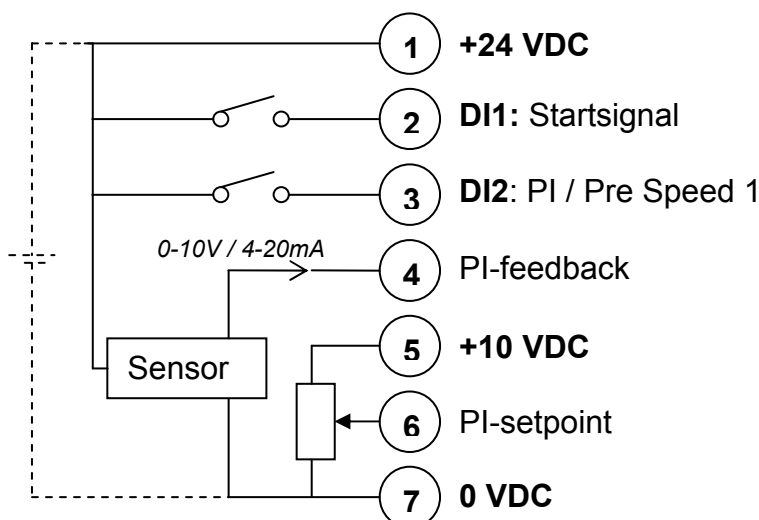 1 +24 VDC
2 DI1: Startsignal
3 DI2: PI / Pre Speed 1
0-10V / 4-20mA
4 PI-feedback
5 +10 VDC
Sensor
6 PI-setpoint
7 0 VDC